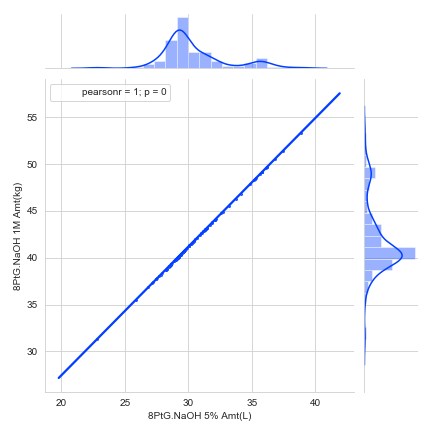 pearsonr = 1; p = 0
55
50
45
40
35
30
8PtG.NaOH 1M Amt(kg)
20 25 30 35 40
8PtG.NaOH 5% Amt(L)